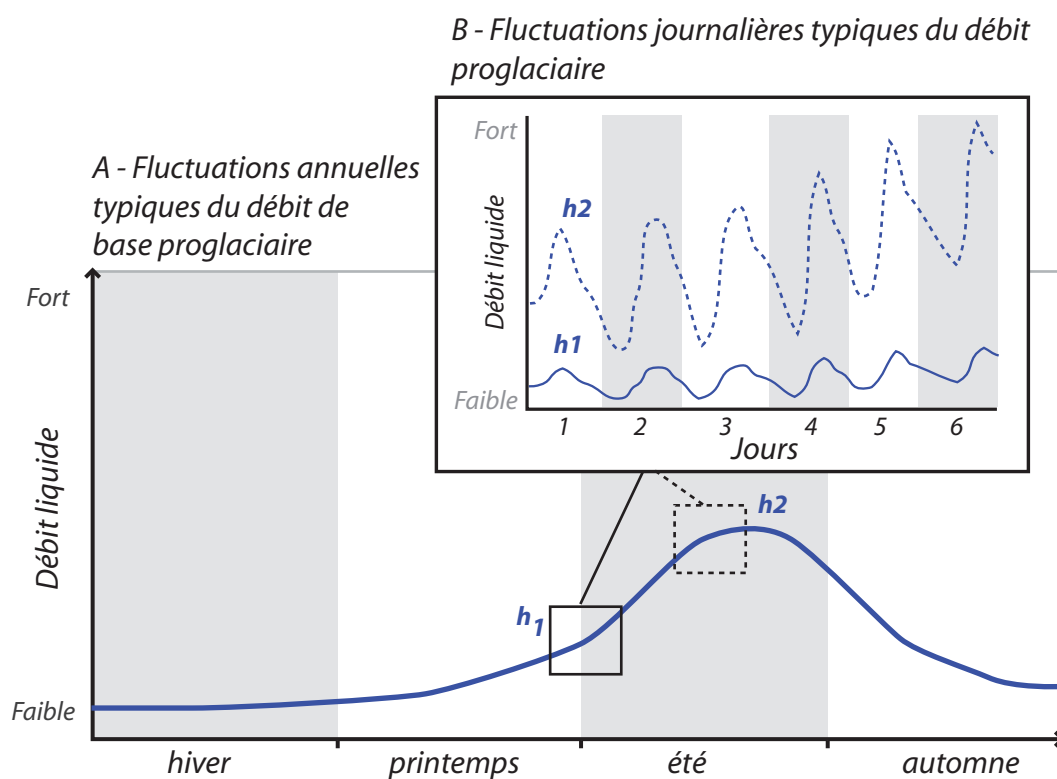 B - Fluctuations journalières typiques du débit
proglaciaire
A - Fluctuations annuelles
typiques du débit de
base proglaciaire
Fort
h2
Débit liquide
h1
Faible
1 2 3 4 5 6
Jours
Fort
Débit liquide
h2
h1
Faible
hiver printemps été automne